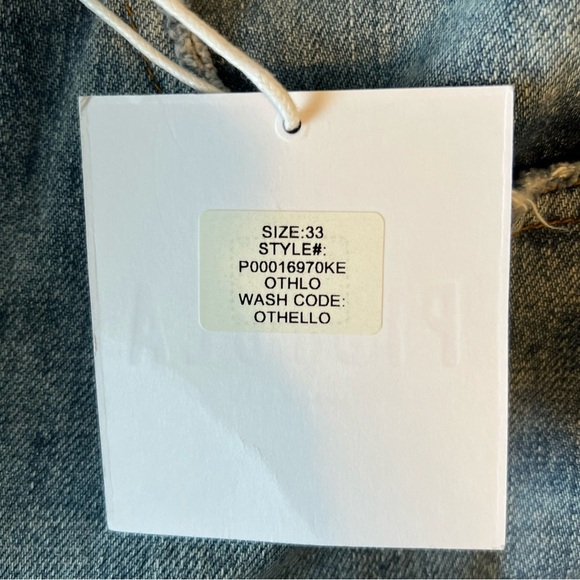 SIZE:33
STYLE#:
P00016970KE
OTHLO
WASH CODE:
OTHELLO